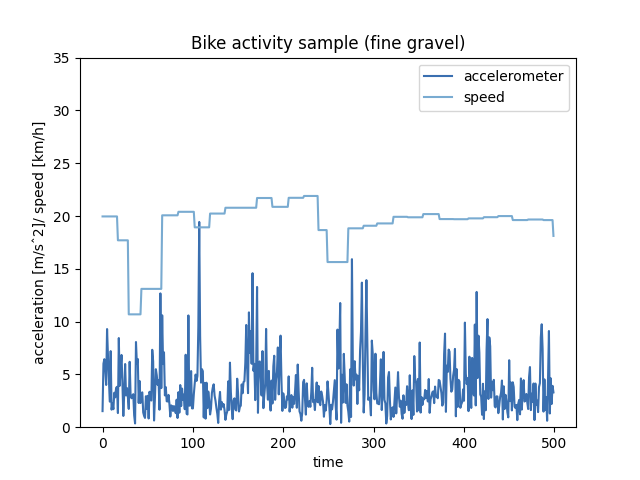 Bike activity sample (fine gravel)
accelerometer
speed
acceleration [m/s^2]/ speed [km/h]
35
30
25
20
15
10
5
0
0 100 200 300 400 500
time